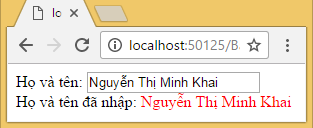 lo
localhost:50125/B
Họ và tên: Nguyễn Thị Minh Khai
Họ và tên đã nhập: Nguyễn Thị Minh Khai